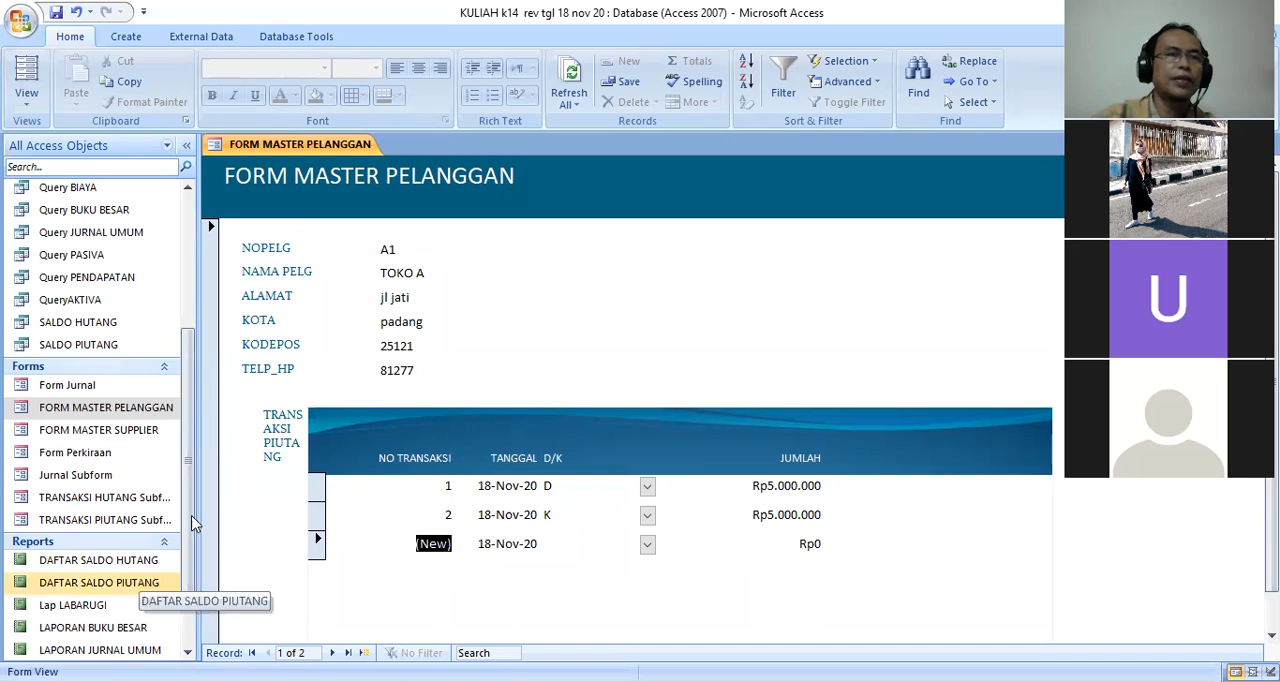 KULIAH k14 rev tgl 18 nov 20 : Database (Access 2007) - Microsoft Access
Home Create External Data Database Tools
View
Views
Paste
Cut
Copy
Format Painter
Clipboard
B I U A
Font
Rich Text
Refresh All
New
Save
Delete
Σ Totals
Spelling
More
Records
Filter
Selection
Advanced
Toggle Filter
Sort & Filter
Find
Replace
Go To
Select
Find
All Access Objects
Search...
Query BIAYA
Query BUKU BESAR
Query JURNAL UMUM
Query PASIVA
Query PENDAPATAN
QueryAKTIVA
SALDO HUTANG
SALDO PIUTANG
Forms
Form Jurnal
FORM MASTER PELANGGAN
FORM MASTER SUPPLIER
Form Perkiraan
Jurnal Subform
TRANSAKSI HUTANG Subf...
TRANSAKSI PIUTANG Subf...
Reports
DAFTAR SALDO HUTANG
DAFTAR SALDO PIUTANG
DAFTAR SALDO PIUTANG
Lap LABARUGI
LAPORAN BUKU BESAR
LAPORAN JURNAL UMUM
FORM MASTER PELANGGAN
FORM MASTER PELANGGAN
NOPELG A1
NAMA PELG TOKO A
ALAMAT jl jati
KOTA padang
KODEPOS 25121
TELP_HP 81277
TRANS
AKSI
PIUTA
NG
NO TRANSAKSI TANGGAL D/K JUMLAH
1 18-Nov-20 D Rp5.000.000
2 18-Nov-20 K Rp5.000.000
(New) 18-Nov-20 Rp0
Record: 1 of 2 No Filter Search
Form View
U